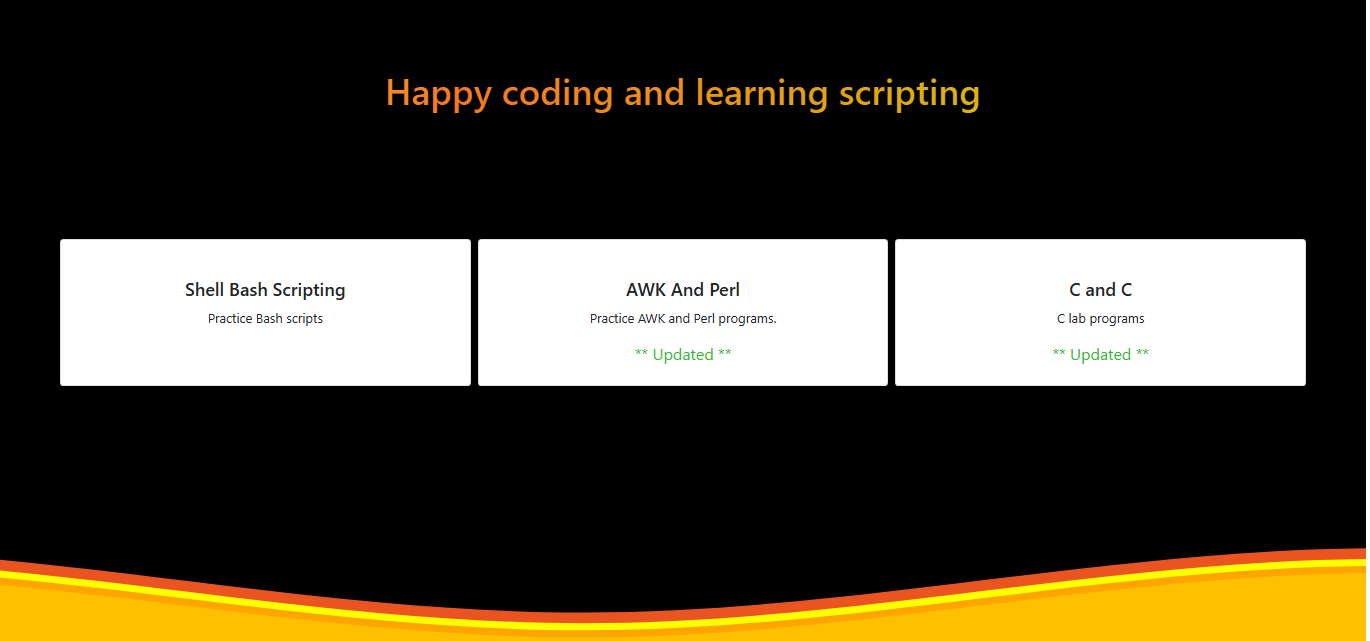 Happy coding and learning scripting
Shell Bash Scripting
Practice Bash scripts
AWK And Perl
Practice AWK and Perl programs.
** Updated **
C and C
C lab programs
** Updated **